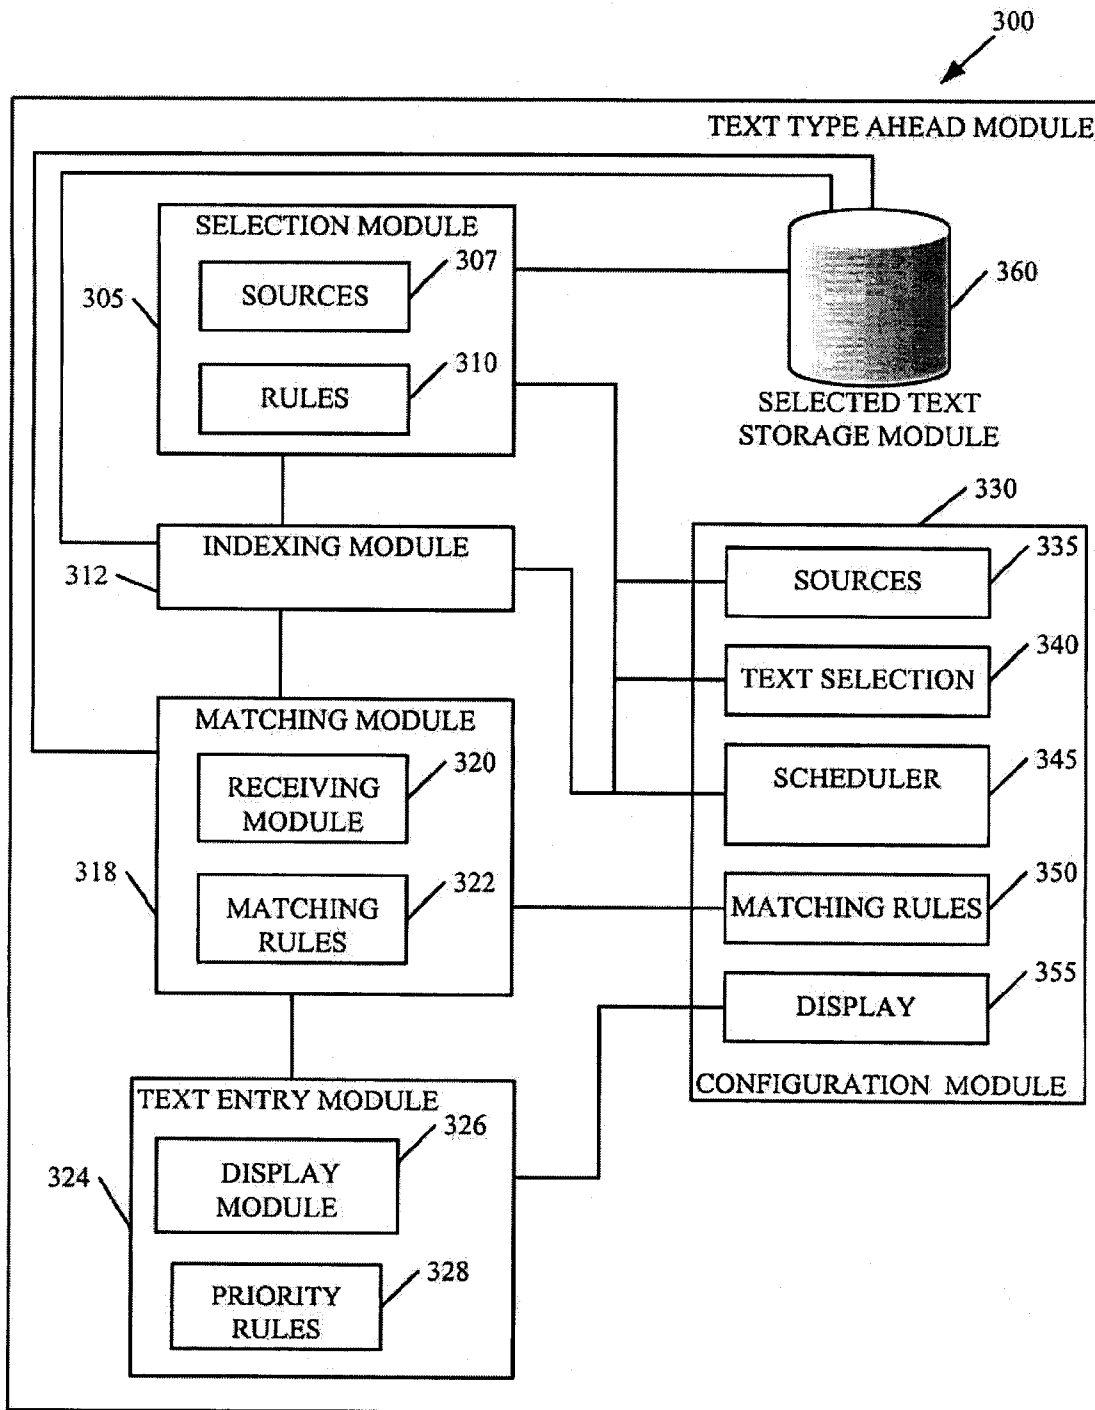 300
TEXT TYPE AHEAD MODULE
SELECTION MODULE
307
SOURCES
305
310
RULES
360
SELECTED TEXT
STORAGE MODULE
330
INDEXING MODULE
312
335
SOURCES
340
TEXT SELECTION
345
SCHEDULER
350
MATCHING RULES
355
DISPLAY
CONFIGURATION MODULE
MATCHING MODULE
320
RECEIVING
MODULE
318
322
MATCHING
RULES
TEXT ENTRY MODULE
326
DISPLAY
MODULE
324
328
PRIORITY
RULES